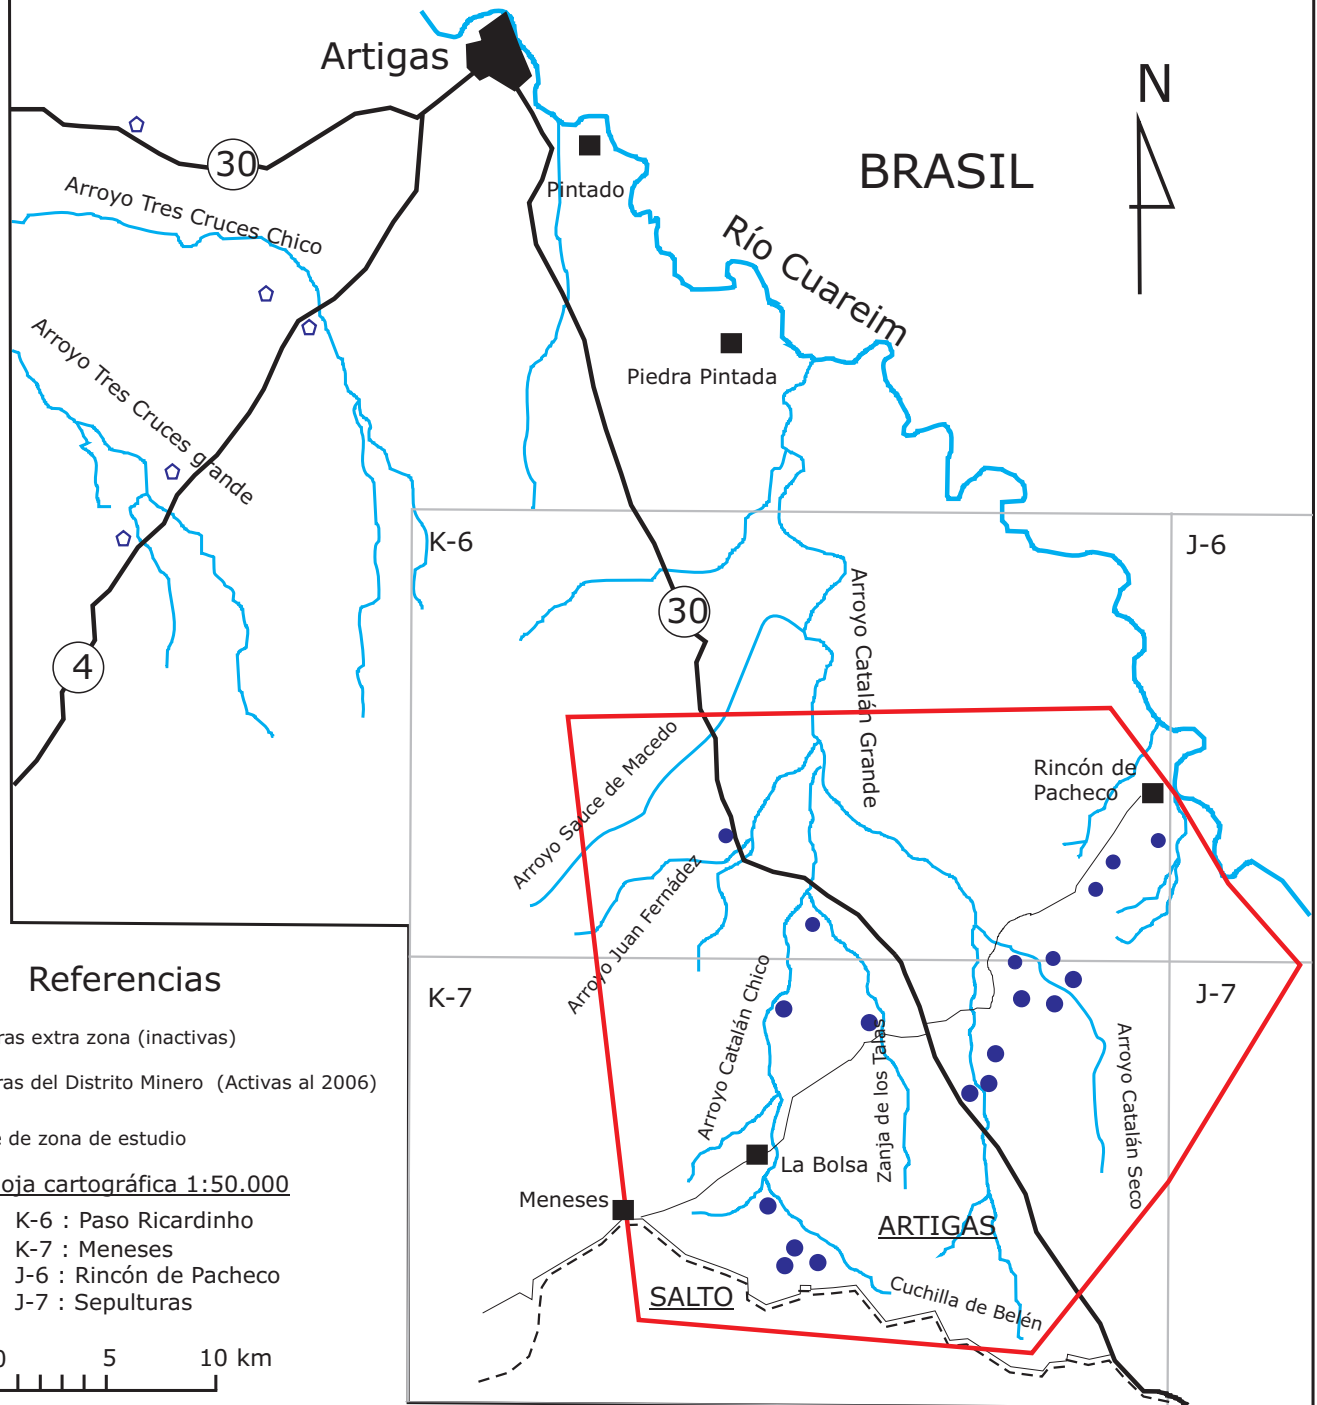 Artigas
N
30
BRASIL
Pintado
Arroyo Tres Cruces Chico
Río Cuareim
Arroyo Tres Cruces grande
Piedra Pintada
K-6
J-6
30
Arroyo Catalán Grande
4
Arroyo Sauce de Macedo
Rincón de
Pacheco
Arroyo Juan Fernádez
K-7
J-7
Arroyo Catalán Chico
Zanja de los Talas
Arroyo Catalán Seco
La Bolsa
Meneses
ARTIGAS
SALTO
Cuchilla de Belén
Referencias
extra zona (inactivas)
del Distrito Minero (Activas al 2006)
de zona de estudio
cartográfica 1:50.000
K-6 : Paso Ricardinho
K-7 : Meneses
J-6 : Rincón de Pacheco
J-7 : Sepulturas
0 5 10 km